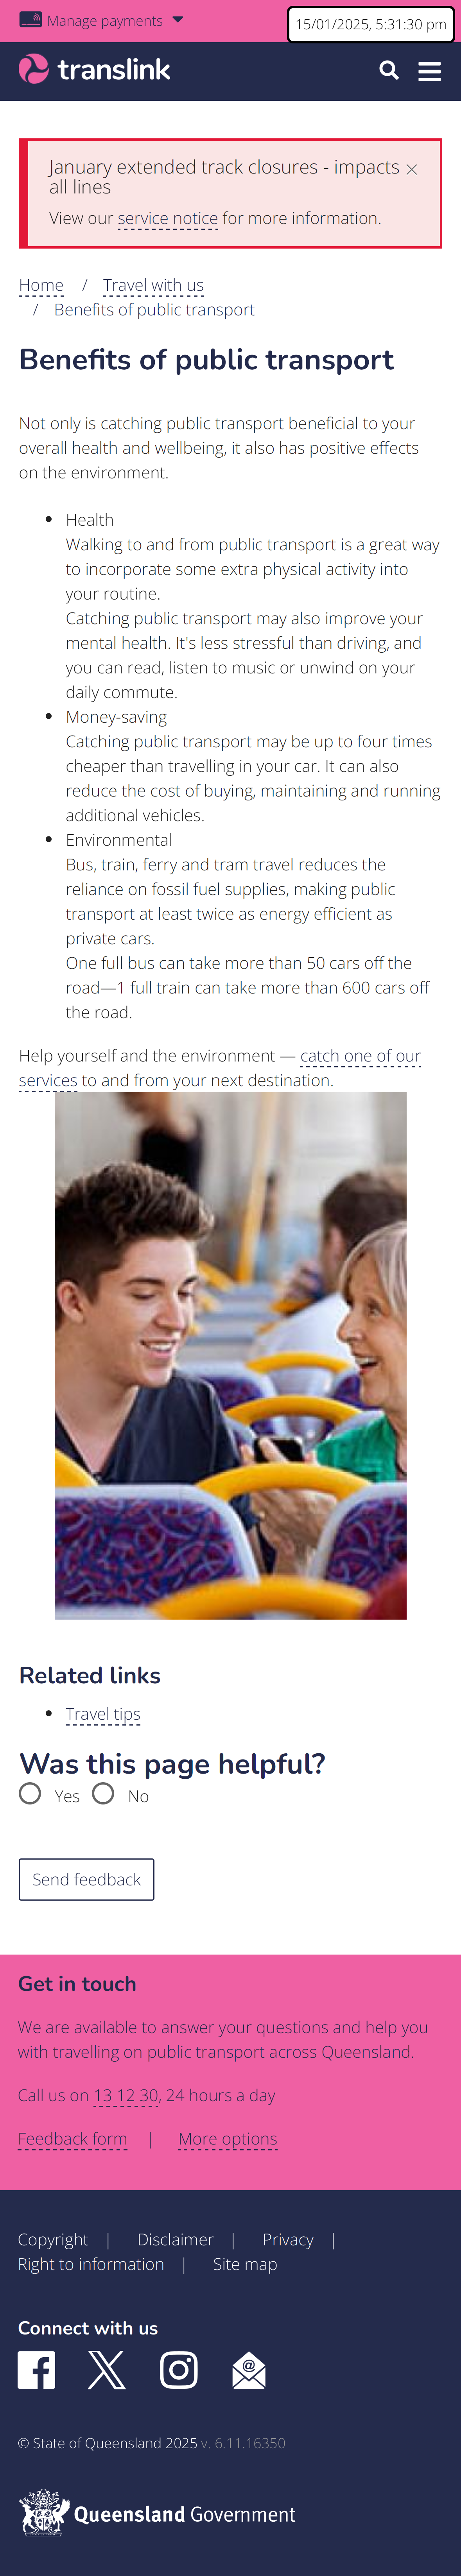 Manage payments
15/01/2025, 5:31:30 pm
translink
January extended track closures - impacts
all lines
View our service notice for more information.
Home / Travel with us
/ Benefits of public transport
Benefits of public transport
Not only is catching public transport beneficial to your
overall health and wellbeing, it also has positive effects
on the environment.
• Health
Walking to and from public transport is a great way
to incorporate some extra physical activity into
your routine.
Catching public transport may also improve your
mental health. It's less stressful than driving, and
you can read, listen to music or unwind on your
daily commute.
• Money-saving
Catching public transport may be up to four times
cheaper than travelling in your car. It can also
reduce the cost of buying, maintaining and running
additional vehicles.
• Environmental
Bus, train, ferry and tram travel reduces the
reliance on fossil fuel supplies, making public
transport at least twice as energy efficient as
private cars.
One full bus can take more than 50 cars off the
road—1 full train can take more than 600 cars off
the road.
Help yourself and the environment — catch one of our
services to and from your next destination.
Related links
• Travel tips
Was this page helpful?
Yes No
Send feedback
Get in touch
We are available to answer your questions and help you
with travelling on public transport across Queensland.
Call us on 13 12 30, 24 hours a day
Feedback form | More options
Copyright | Disclaimer | Privacy |
Right to information | Site map
Connect with us
© State of Queensland 2025 v. 6.11.16350
Queensland Government